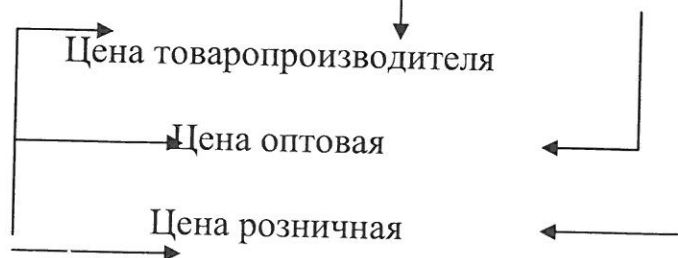 Цена товаропроизводителя
Цена оптовая
Цена розничная